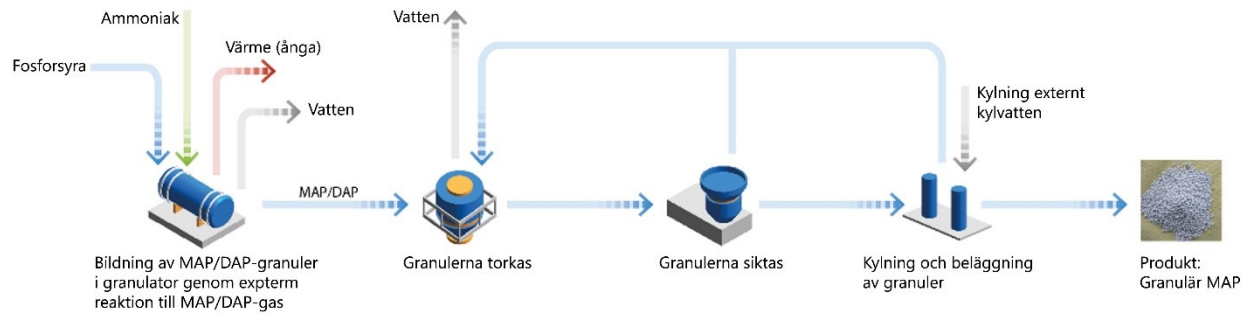 Ammoniak
Vatten
Värme (ånga)
Fosforsyra
Vatten
Kylning externt
kylvatten
MAP/DAP
Bildning av MAP/DAP-granuler
i granulator genom expterm
reaktion till MAP/DAP-gas
Granulerna torkas
Granulerna siktas
Kylning och beläggning
av granuler
Produkt:
Granulär MAP